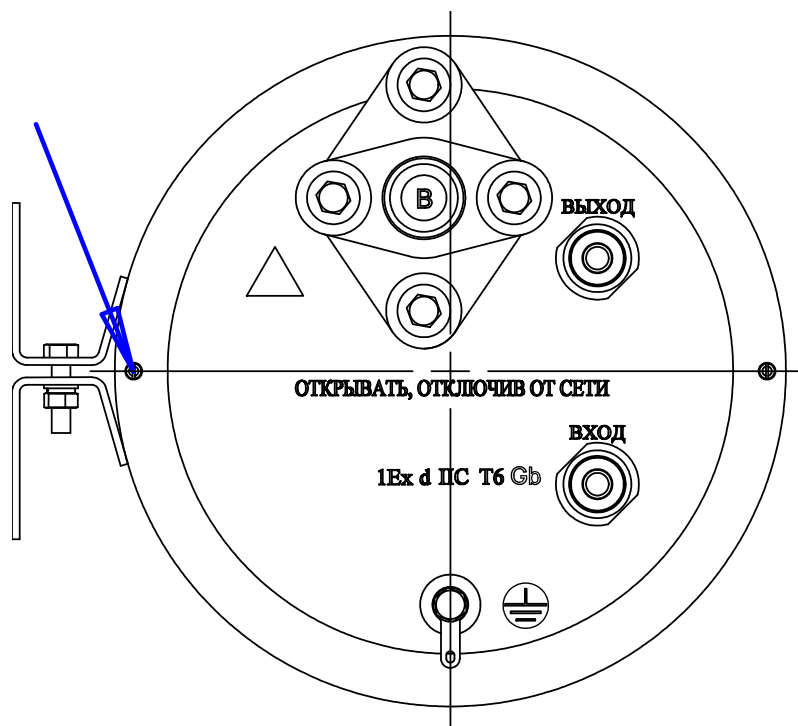 В
ВЫХОД
ОТКРЫВАТЬ, ОТКЛЮЧИВ ОТ СЕТИ
ВХОД
1Ex d IIC T6 Gb